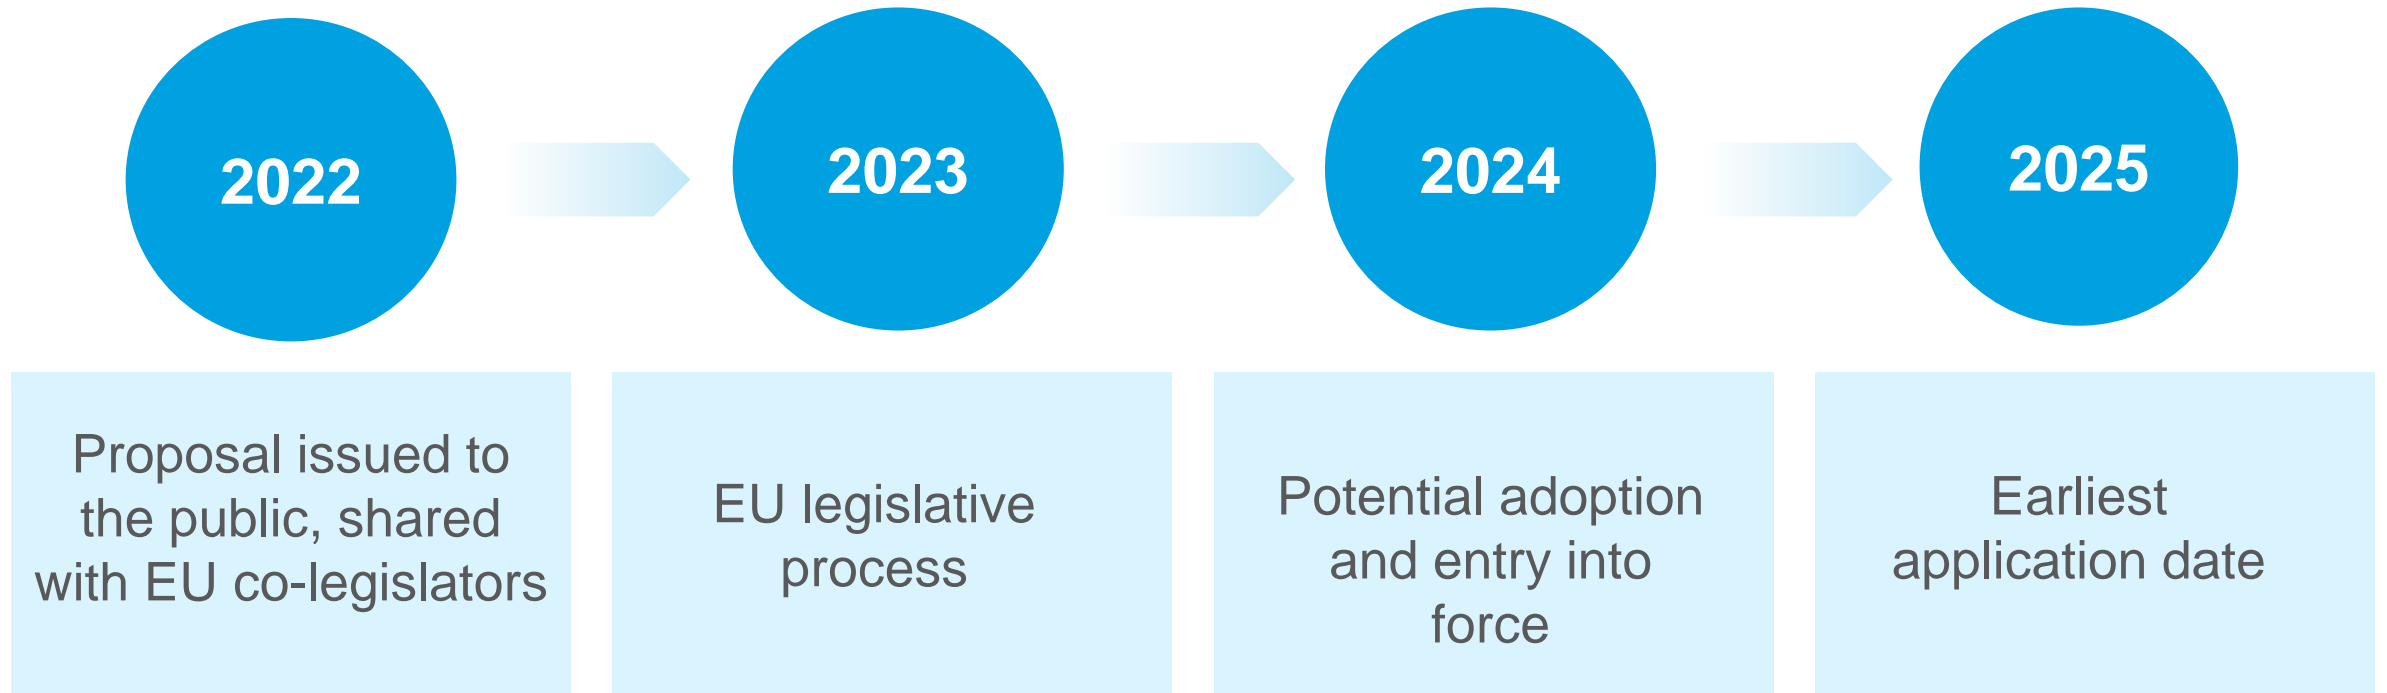 2022
2023
2024
2025
Proposal issued to
the public, shared
with EU co-legislators
EU legislative
process
Potential adoption
and entry into
force
Earliest
application date